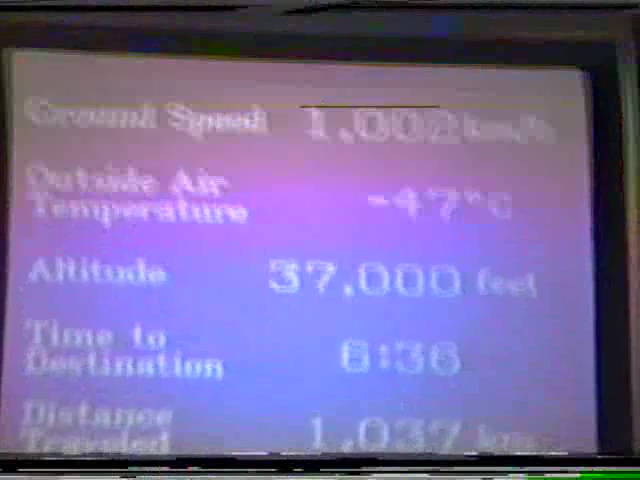 Ground Speed 1,002 km/h
Outside Air
Temperature -47°C
Altitude 37,000 feet
Time to
Destination 6:36
Distance
Traveled 1,037 km